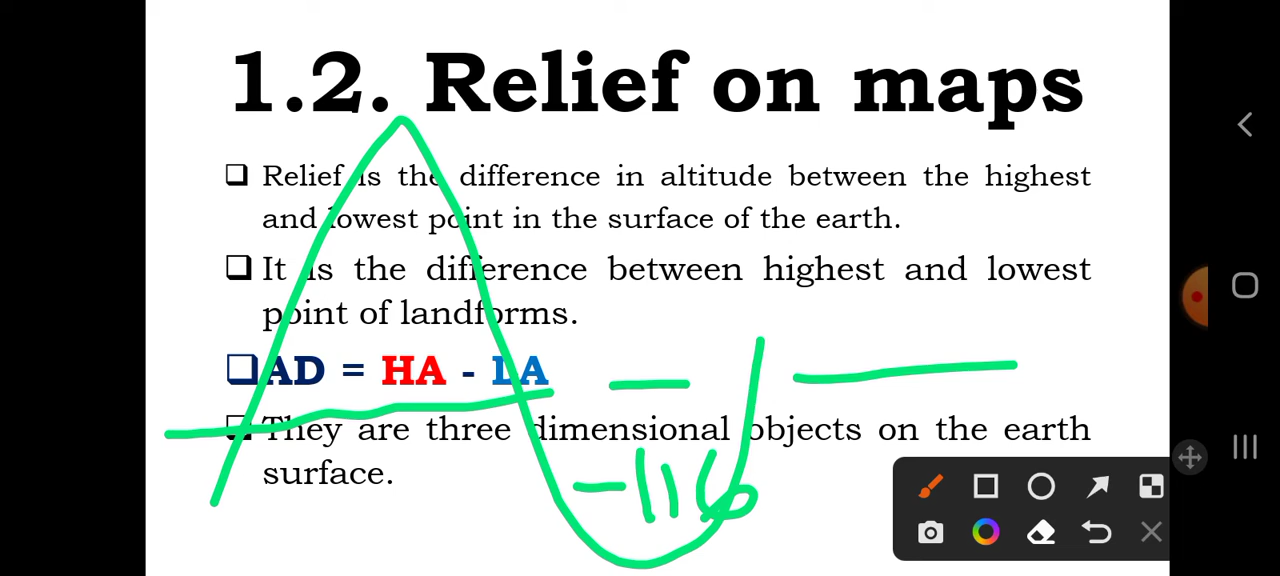 1.2. Relief on maps
❑ Relief is the difference in altitude between the highest
and lowest point in the surface of the earth.
❑ It is the difference between highest and lowest
point of landforms.
❑AD = HA - LA
❑ They are three dimensional objects on the earth
surface.
-116